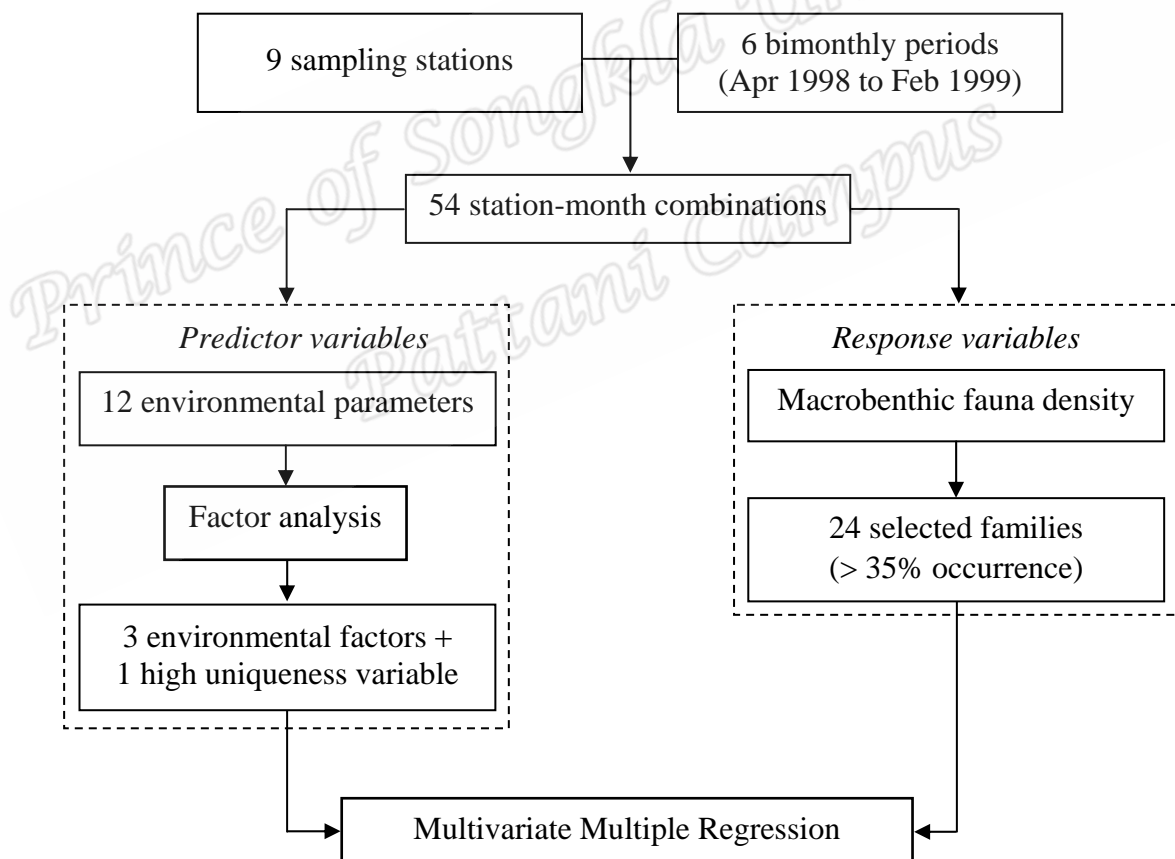 9 sampling stations
6 bimonthly periods
(Apr 1998 to Feb 1999)
54 station-month combinations
Predictor variables
12 environmental parameters
Factor analysis
3 environmental factors +
1 high uniqueness variable
Response variables
Macrobenthic fauna density
24 selected families
(> 35% occurrence)
Multivariate Multiple Regression
Prince of Songkla
Pattani Campus